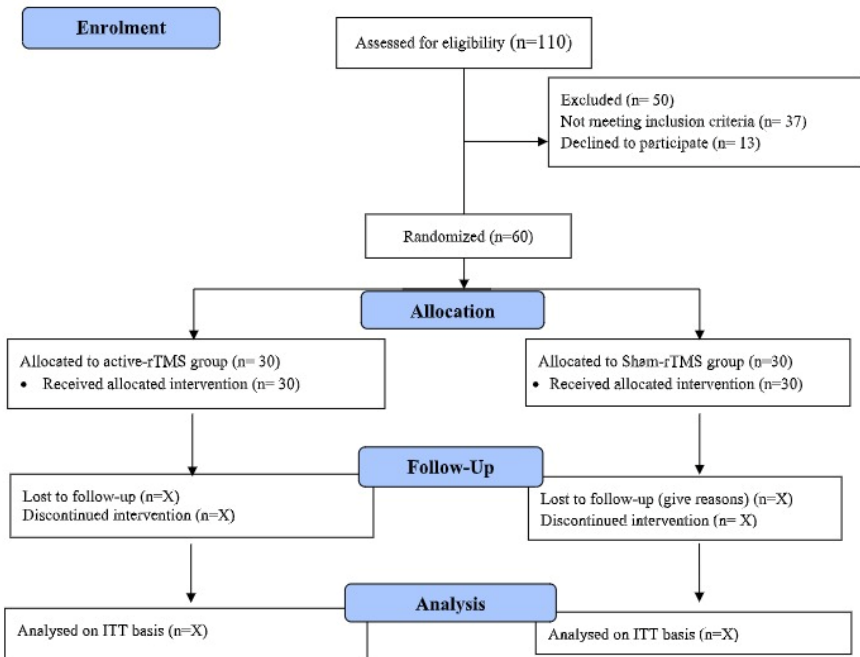 Enrolment
Assessed for eligibility (n=110)
Excluded (n= 50)
Not meeting inclusion criteria (n= 37)
Declined to participate (n= 13)
Randomized (n=60)
Allocation
Allocated to active-rTMS group (n= 30)
• Received allocated intervention (n= 30)
Allocated to Sham-rTMS group (n=30)
• Received allocated intervention (n=30)
Follow-Up
Lost to follow-up (n=X)
Discontinued intervention (n=X)
Lost to follow-up (give reasons) (n=X)
Discontinued intervention (n= X)
Analysis
Analysed on ITT basis (n=X)
Analysed on ITT basis (n=X)